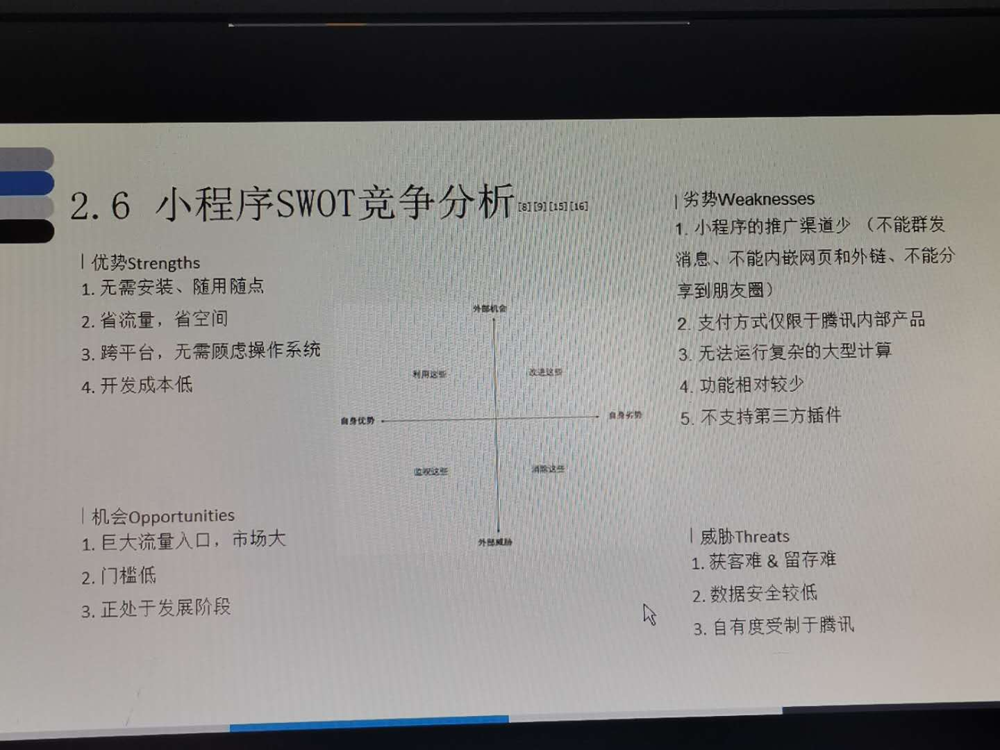 2.6 小程序SWOT竞争分析[8][9][15][16]
| 优势Strengths
1. 无需安装、随用随点
2. 省流量，省空间
3. 跨平台，无需顾虑操作系统
4. 开发成本低
| 劣势Weaknesses
1. 小程序的推广渠道少 （不能群发
消息、不能内嵌网页和外链、不能分
享到朋友圈）
2. 支付方式仅限于腾讯内部产品
3. 无法运行复杂的大型计算
4. 功能相对较少
5. 不支持第三方插件
外部机会
利用这些
改进这些
自身优势
自身劣势
监视这些
消除这些
外部威胁
| 机会Opportunities
1. 巨大流量入口，市场大
2. 门槛低
3. 正处于发展阶段
| 威胁Threats
1. 获客难 & 留存难
2. 数据安全较低
3. 自有度受制于腾讯